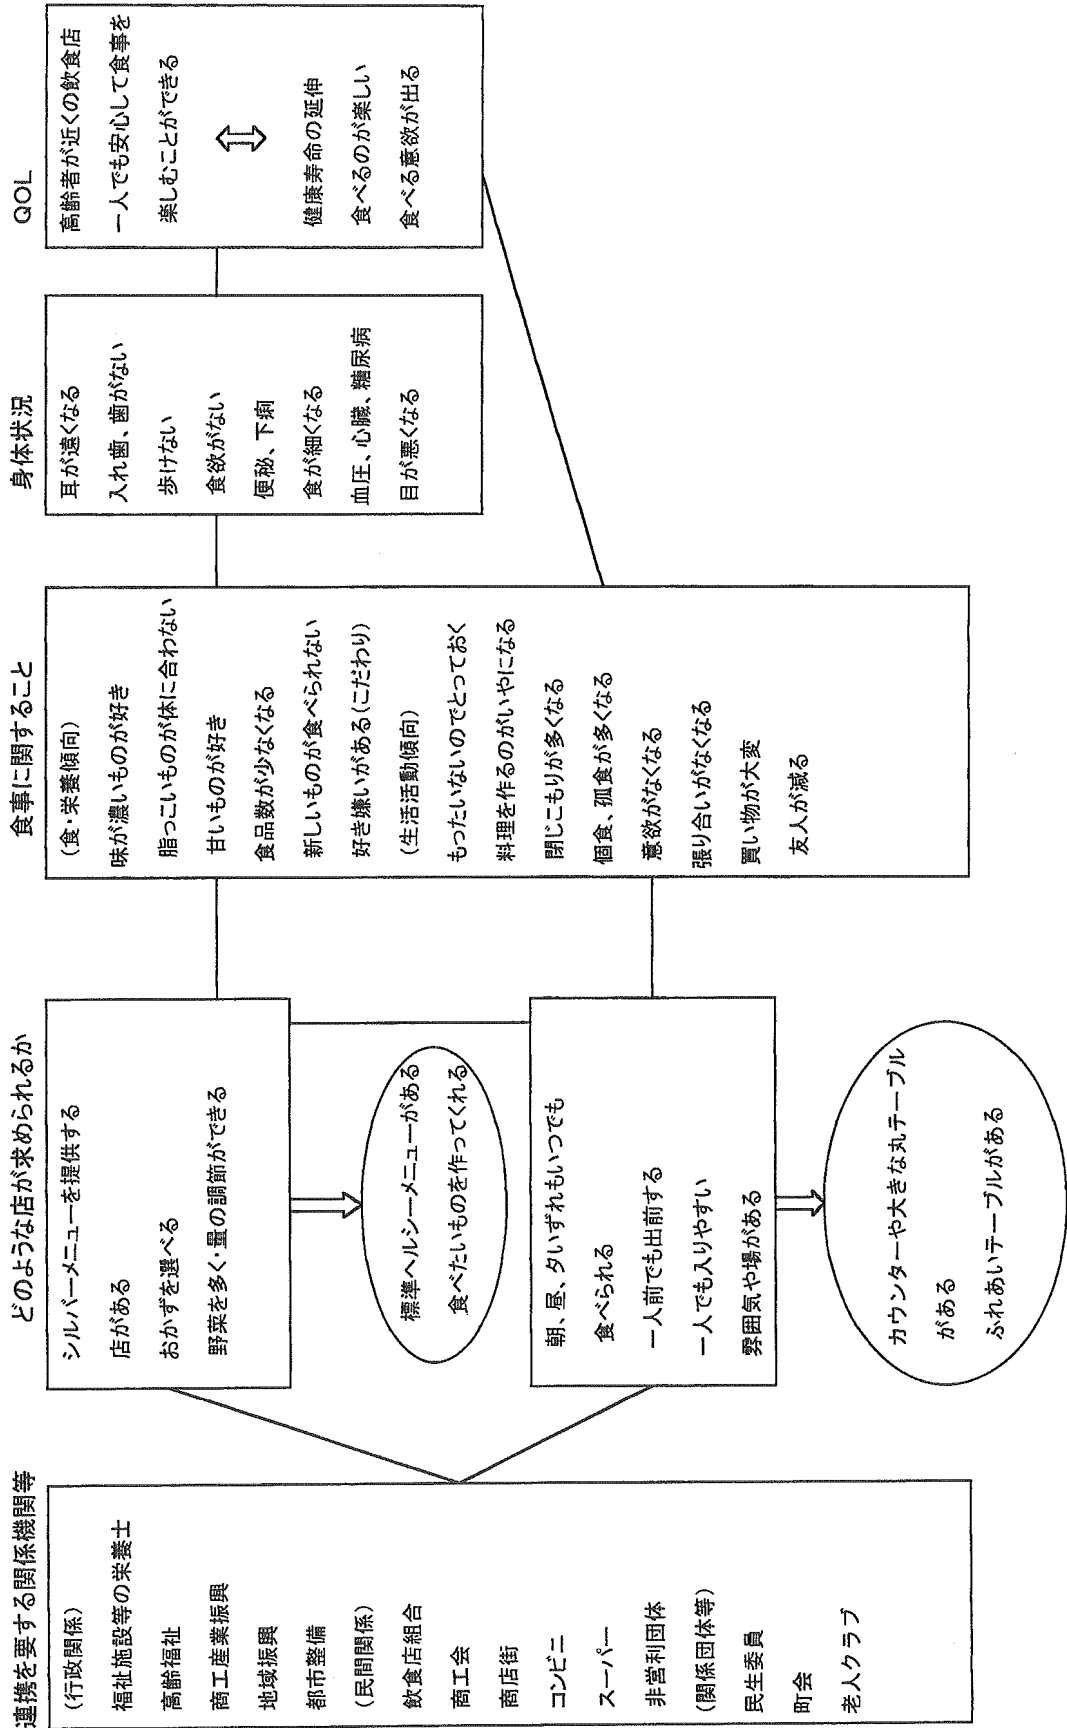 連携を要する関係機関等
(行政関係)
福祉施設等の栄養士
高齢福祉
商工産業振興
地域振興
都市整備
(民間関係)
飲食店組合
商工会
商店街
コンビニ
スーパー
非営利団体
(関係団体等)
民生委員
町会
老人クラブ
どのような店が求められるか
シルバーメニューを提供する
店がある
おかずを選べる
野菜を多く・量の調節ができる
標準ヘルシーメニューがある
食べたいものを作ってくれる
朝、昼、夕いずれもいつでも
食べられる
一人前でも出前する
一人でも入りやすい
雰囲気や場がある
カウンターや大きな丸テーブル
がある
ふれあいテーブルがある
食事に関すること
(食・栄養傾向)
味が濃いものが好き
脂っこいものが体に合わない
甘いものが好き
食品数が少なくなる
新しいものが食べられない
好き嫌いがある(こだわり)
(生活活動傾向)
もったいないのでとっておく
料理を作るのがいやになる
閉じこもりが多くなる
個食、孤食が多くなる
意欲がなくなる
張り合いがなくなる
買い物が大変
友人が減る
身体状況
耳が遠くなる
入れ歯、歯がない
歩けない
食欲がない
便秘、下痢
食が細くなる
血圧、心臓、糖尿病
目が悪くなる
QOL
高齢者が近くの飲食店
一人でも安心して食事を
楽しむことができる
健康寿命の延伸
食べるのが楽しい
食べる意欲が出る